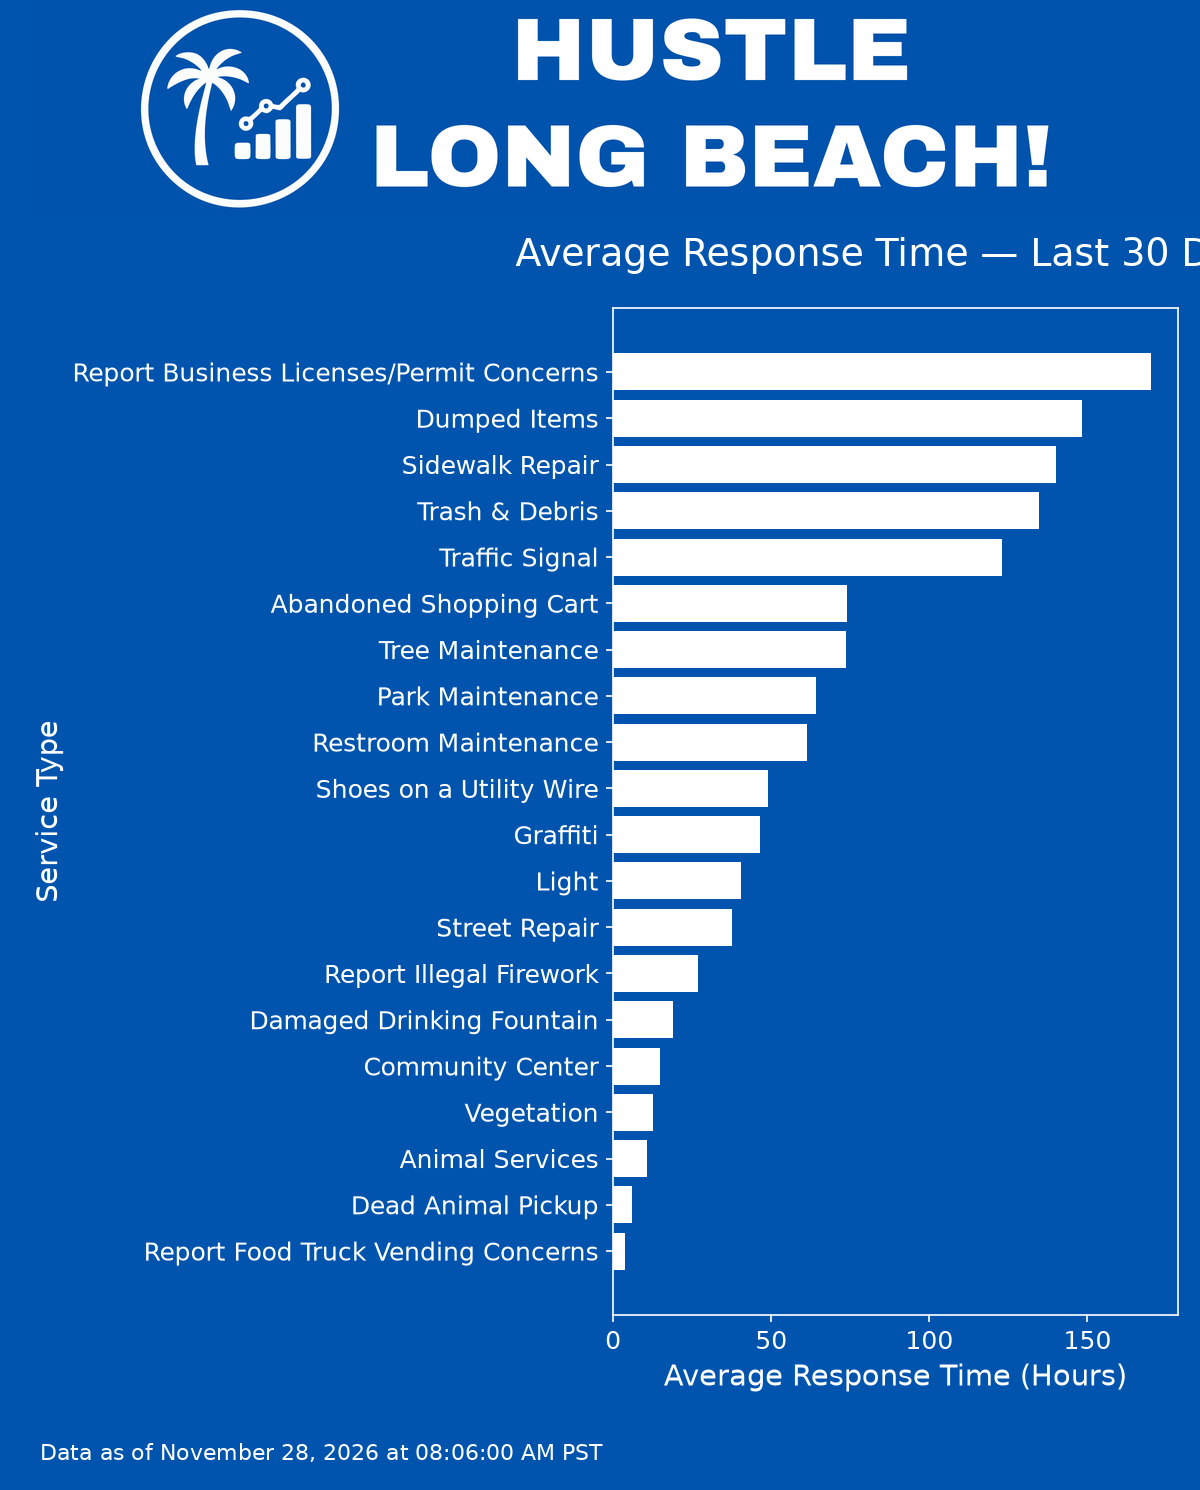 HUSTLE
LONG BEACH!
Average Response Time — Last 30 D
Report Business Licenses/Permit Concerns
Dumped Items
Sidewalk Repair
Trash & Debris
Traffic Signal
Abandoned Shopping Cart
Tree Maintenance
Park Maintenance
Restroom Maintenance
Shoes on a Utility Wire
Graffiti
Light
Street Repair
Report Illegal Firework
Damaged Drinking Fountain
Community Center
Vegetation
Animal Services
Dead Animal Pickup
Report Food Truck Vending Concerns
Service Type
0 50 100 150
Average Response Time (Hours)
Data as of November 28, 2026 at 08:06:00 AM PST